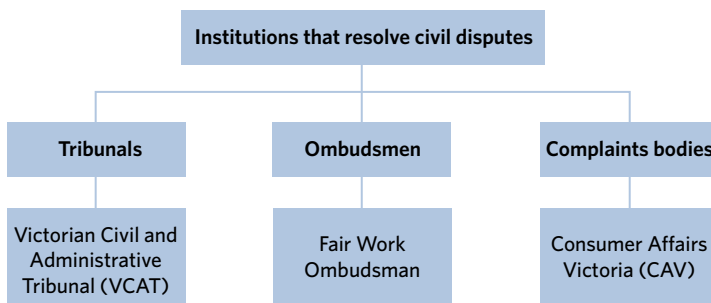 Institutions that resolve civil disputes
Tribunals
Ombudsmen
Complaints bodies
Victorian Civil and
Administrative
Tribunal (VCAT)
Fair Work
Ombudsman
Consumer Affairs
Victoria (CAV)